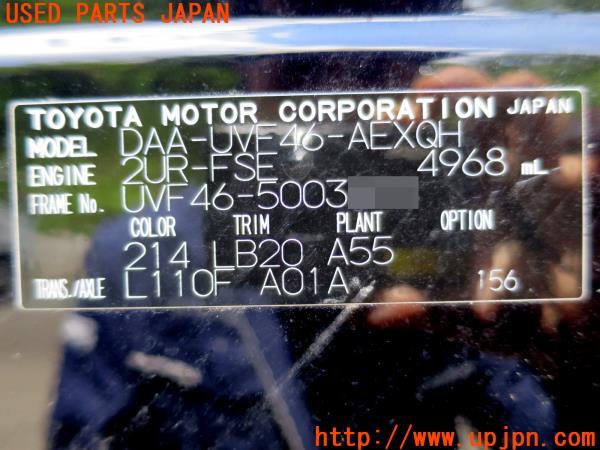 USED PARTS JAPAN
TOYOTA MOTOR CORPORATION JAPAN
MODEL DAA-UVF46-AEXQH
ENGINE 2UR-FSE 4968 mL
FRAME No. UVF46-5003
COLOR TRIM PLANT OPTION
214 LB20 A55
TRANS./AXLE L110F A01A 156
http://www.upjpn.com